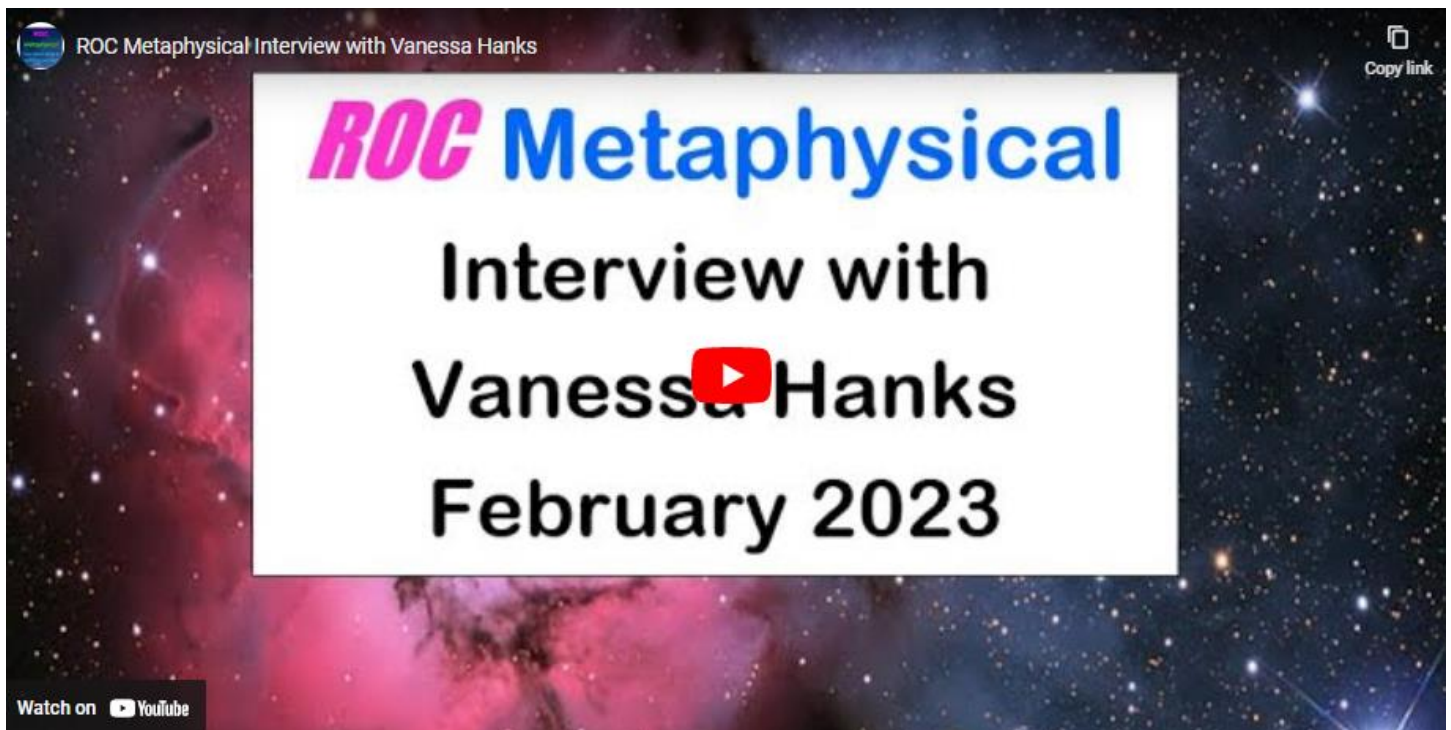 ROC Metaphysical Interview with Vanessa Hanks
Copy link
ROC Metaphysical
Interview with
Vanessa Hanks
February 2023
Watch on YouTube